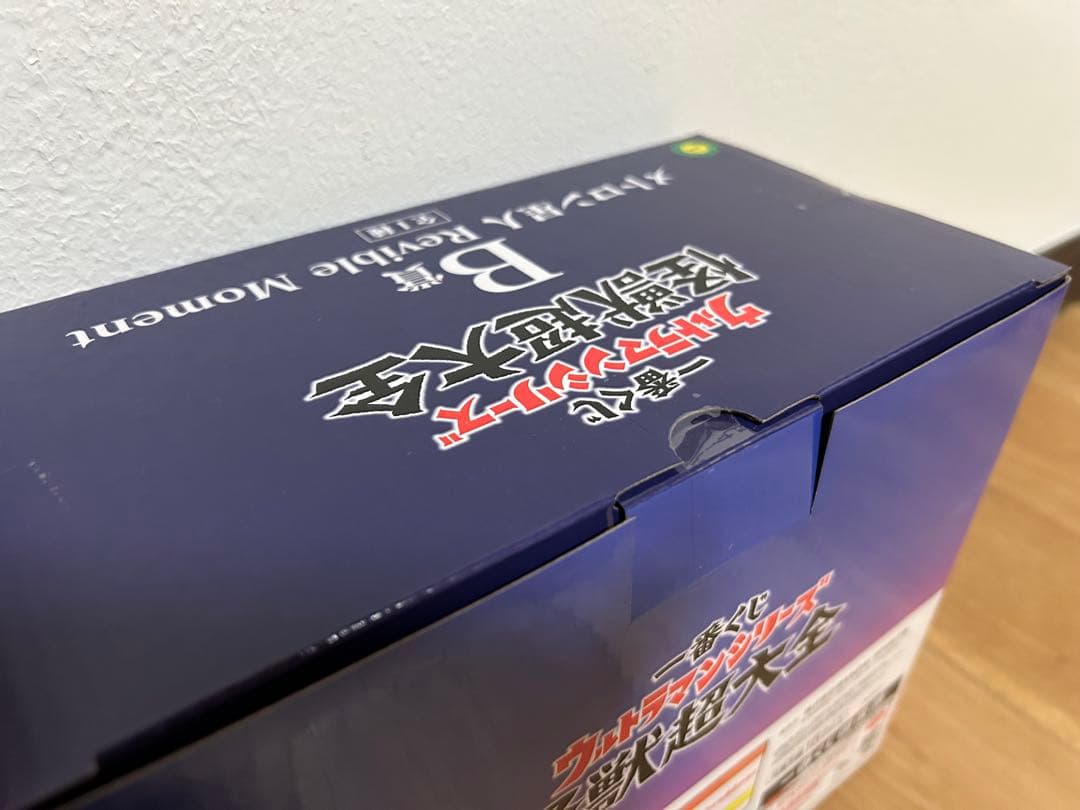 一番くじ
ウルトラマンシリーズ
怪獣超大全
B賞
メトロン星人 Revible Moment
全1種
一番くじ
ウルトラマンシリーズ
怪獣超大全